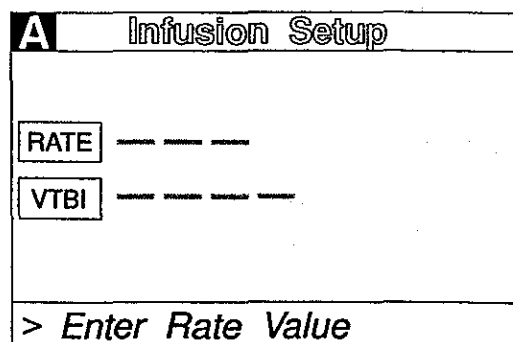 A Infusion Setup
RATE _ _ _
VTBI _ _ _ _
> Enter Rate Value